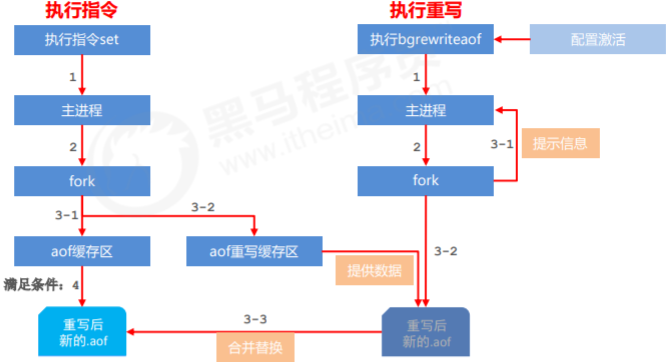 执行指令
执行重写
执行指令set
执行bgrewriteaof
配置激活
1
1
主进程
主进程
2
2
3-1
提示信息
fork
fork
3-1
3-2
aof缓存区
aof重写缓存区
3-2
提供数据
满足条件：4
重写后
新的.aof
3-3
合并替换
重写后
新的.aof
黑马程序员
www.itheima.com